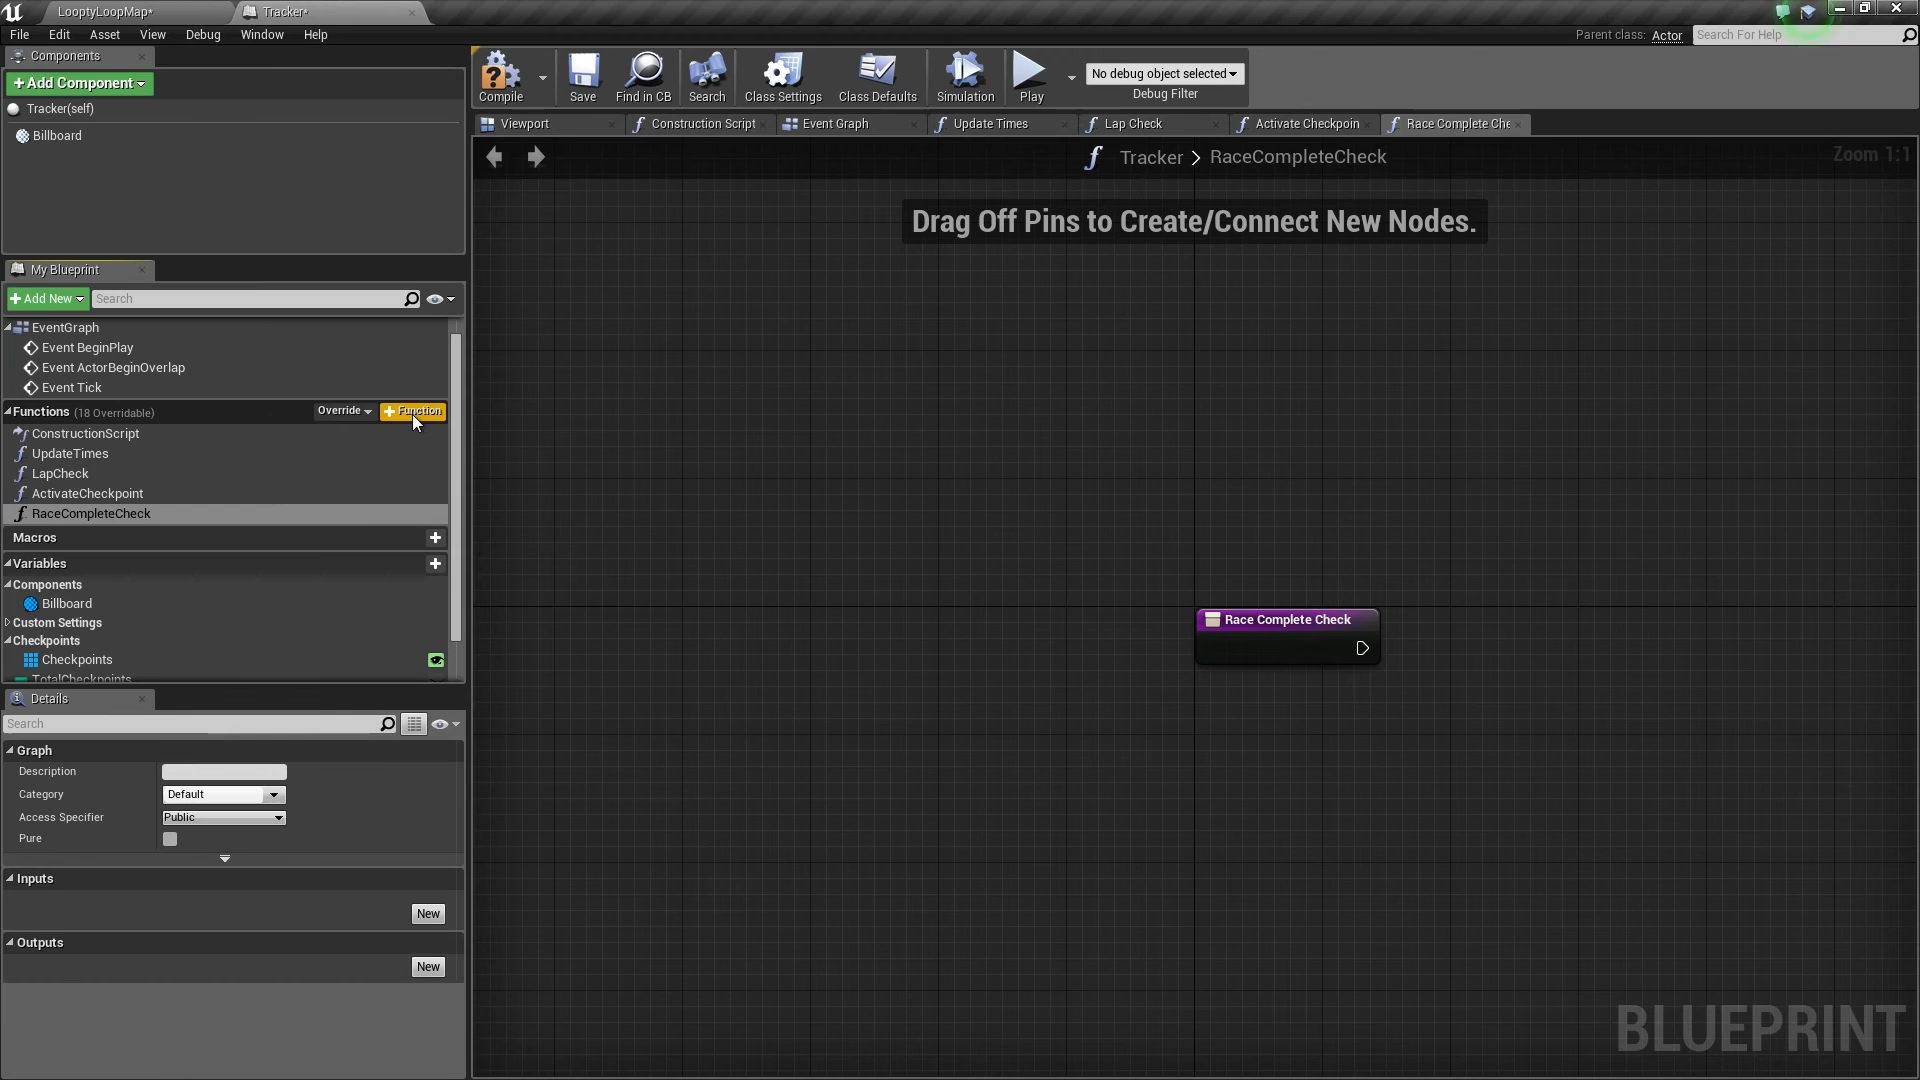 LooptyLoopMap*
Tracker*
File Edit Asset View Debug Window Help
Parent class: Actor
Search For Help
Components
+ Add Component
Tracker(self)
Billboard
Compile
Save
Find in CB
Search
Class Settings
Class Defaults
Simulation
Play
No debug object selected
Debug Filter
Viewport
Construction Script
Event Graph
Update Times
Lap Check
Activate Checkpoin
Race Complete Che
Tracker > RaceCompleteCheck
Zoom 1:1
Drag Off Pins to Create/Connect New Nodes.
My Blueprint
+ Add New
Search
EventGraph
Event BeginPlay
Event ActorBeginOverlap
Event Tick
Functions (18 Overridable)
Override
+ Function
ConstructionScript
UpdateTimes
LapCheck
ActivateCheckpoint
RaceCompleteCheck
Macros
Variables
Components
Billboard
Custom Settings
Checkpoints
Checkpoints
TotalCheckpoints
Race Complete Check
Details
Search
Graph
Description
Category Default
Access Specifier Public
Pure
Inputs
New
Outputs
New
BLUEPRINT